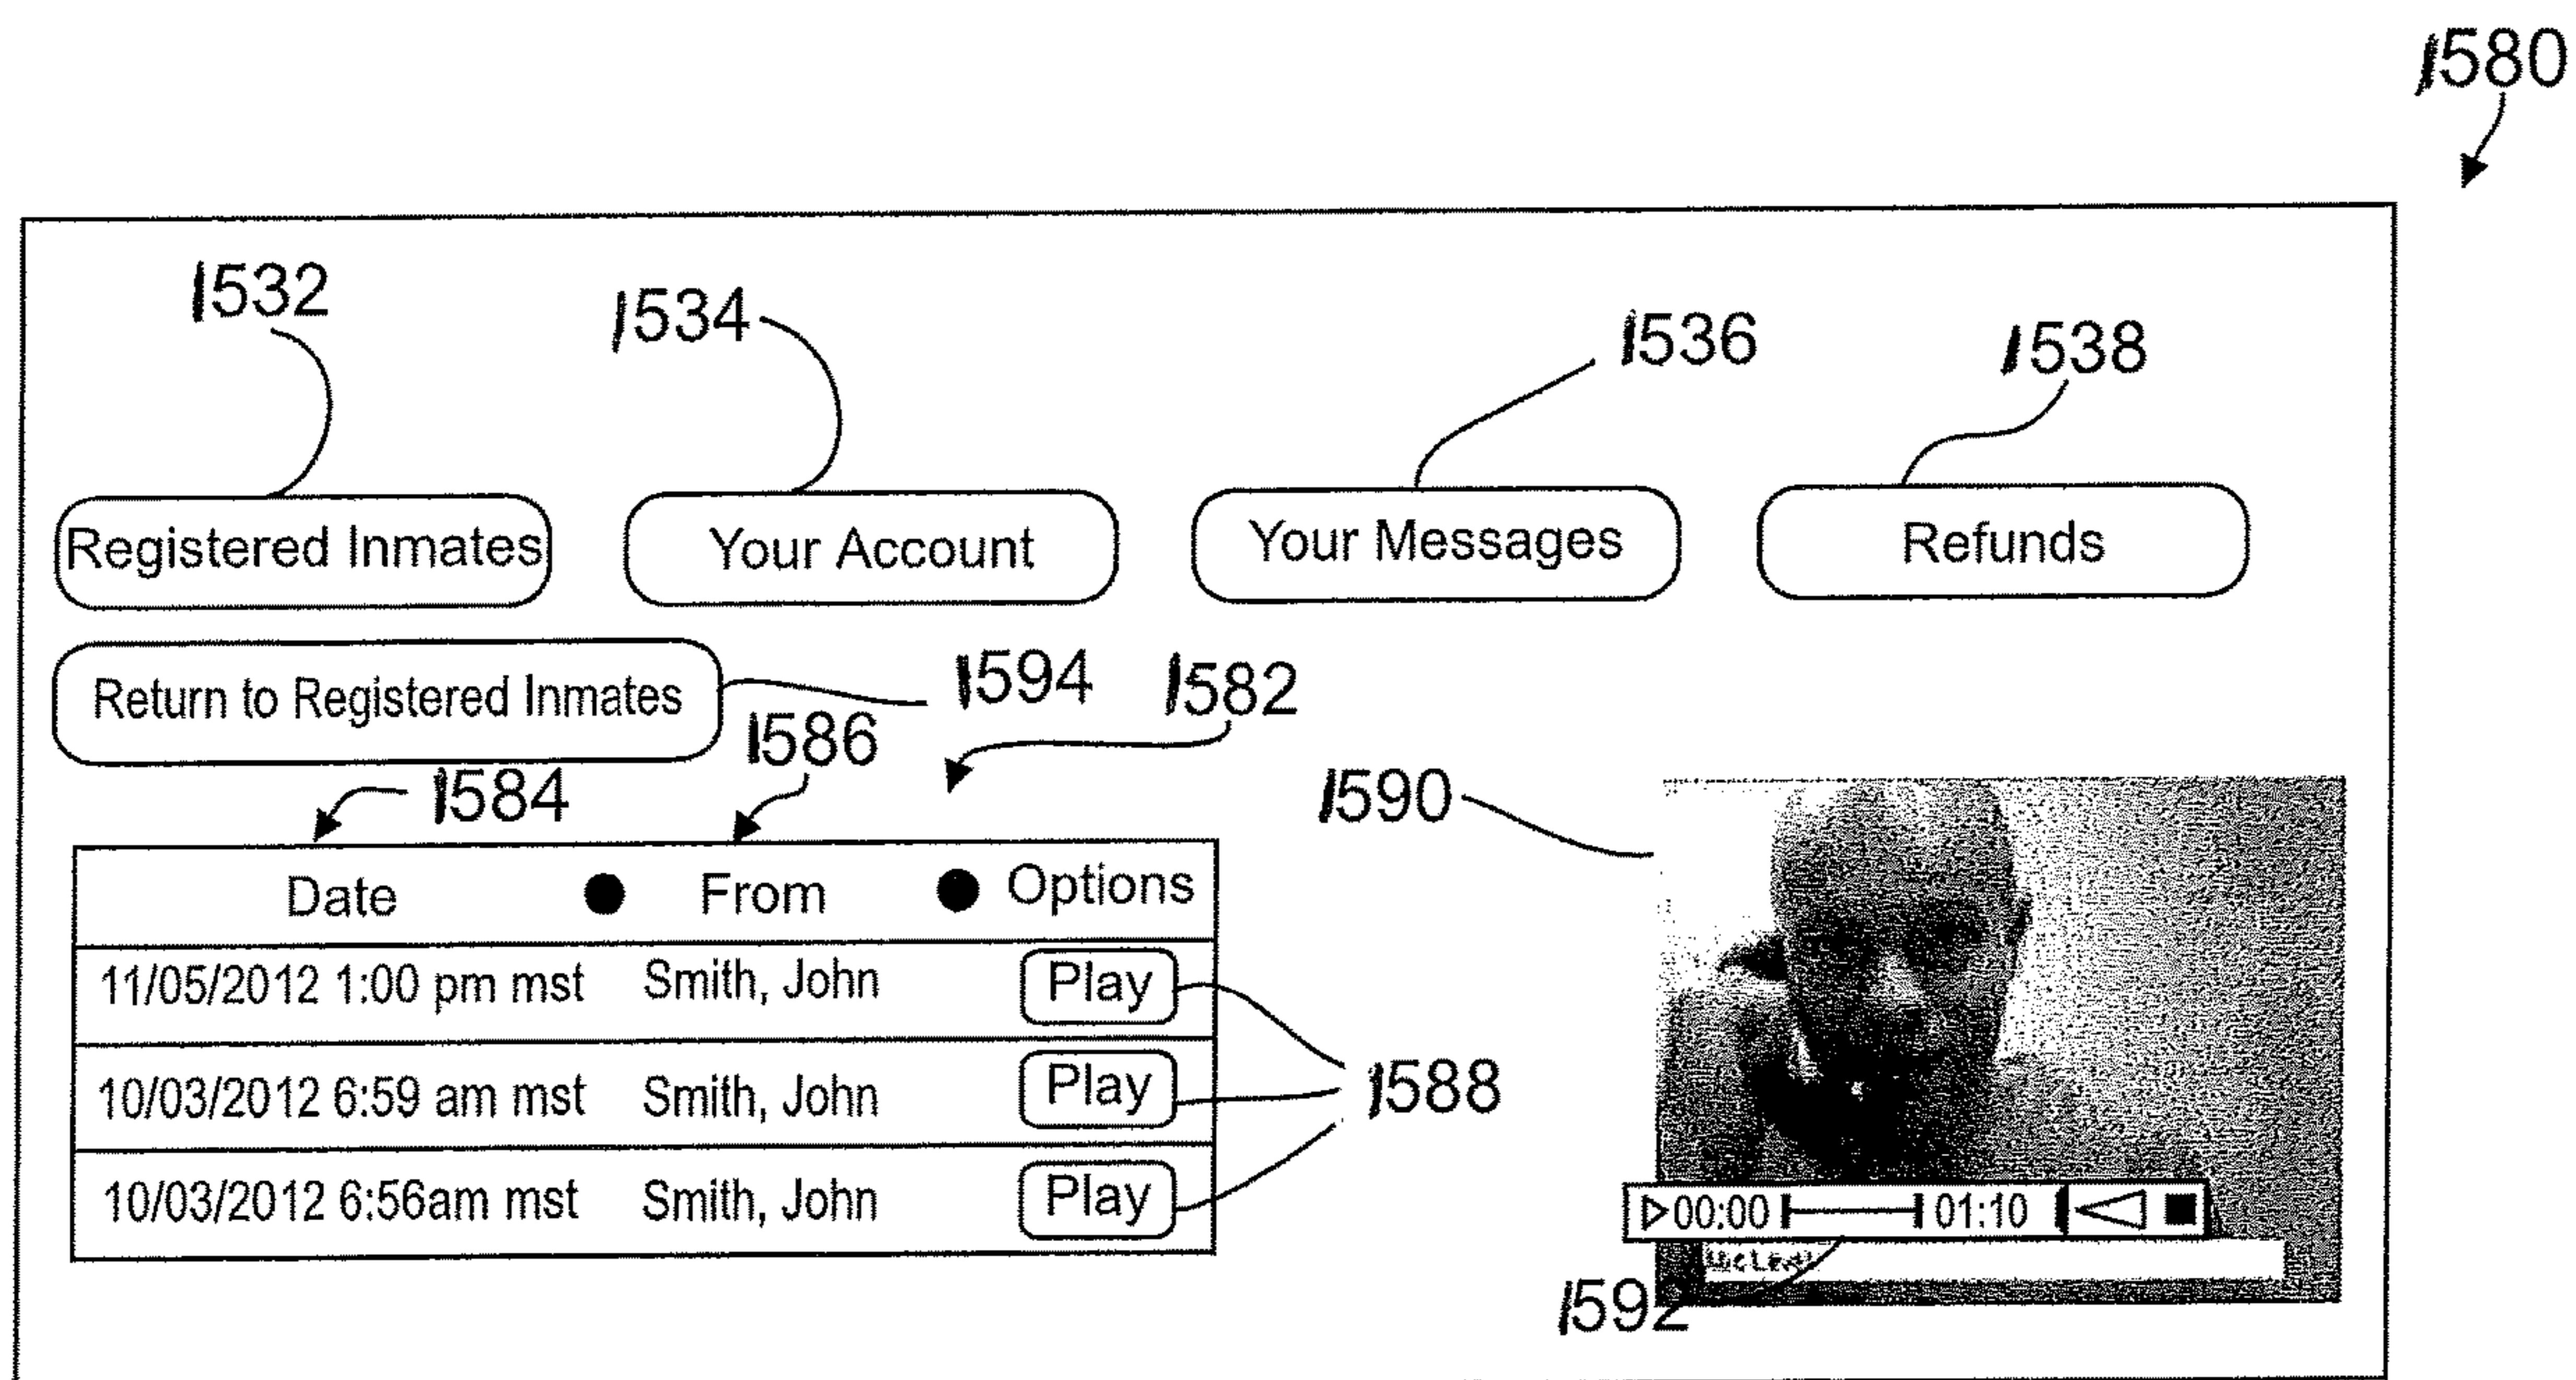 1580
1532
1534
1536
1538
Registered Inmates
Your Account
Your Messages
Refunds
Return to Registered Inmates
1594
1582
1586
1584
1590
Date ● From ● Options
11/05/2012 1:00 pm mst Smith, John Play
10/03/2012 6:59 am mst Smith, John Play
1588
10/03/2012 6:56am mst Smith, John Play
00:00 01:10
1592